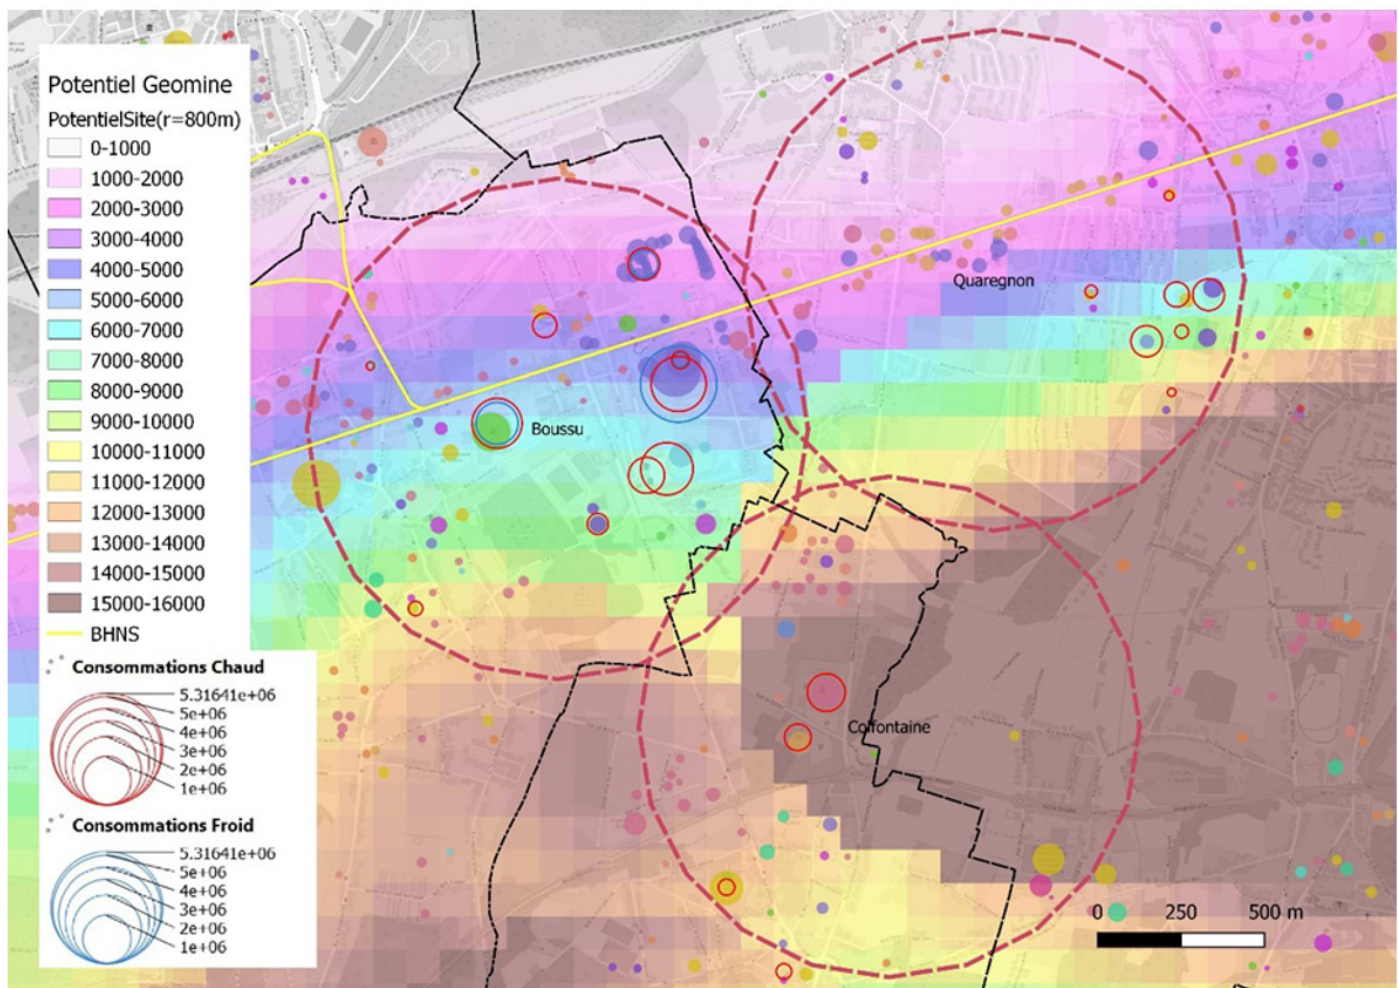 Potentiel Geomine
PotentielSite(r=800m)
0-1000
1000-2000
2000-3000
3000-4000
4000-5000
5000-6000
6000-7000
7000-8000
8000-9000
9000-10000
10000-11000
11000-12000
12000-13000
13000-14000
14000-15000
15000-16000
BHNS
Consommations Chaud
5.31641e+06
5e+06
4e+06
3e+06
2e+06
1e+06
Consommations Froid
5.31641e+06
5e+06
4e+06
3e+06
2e+06
1e+06
Quaregnon
Boussu
Colfontaine
0 250 500 m